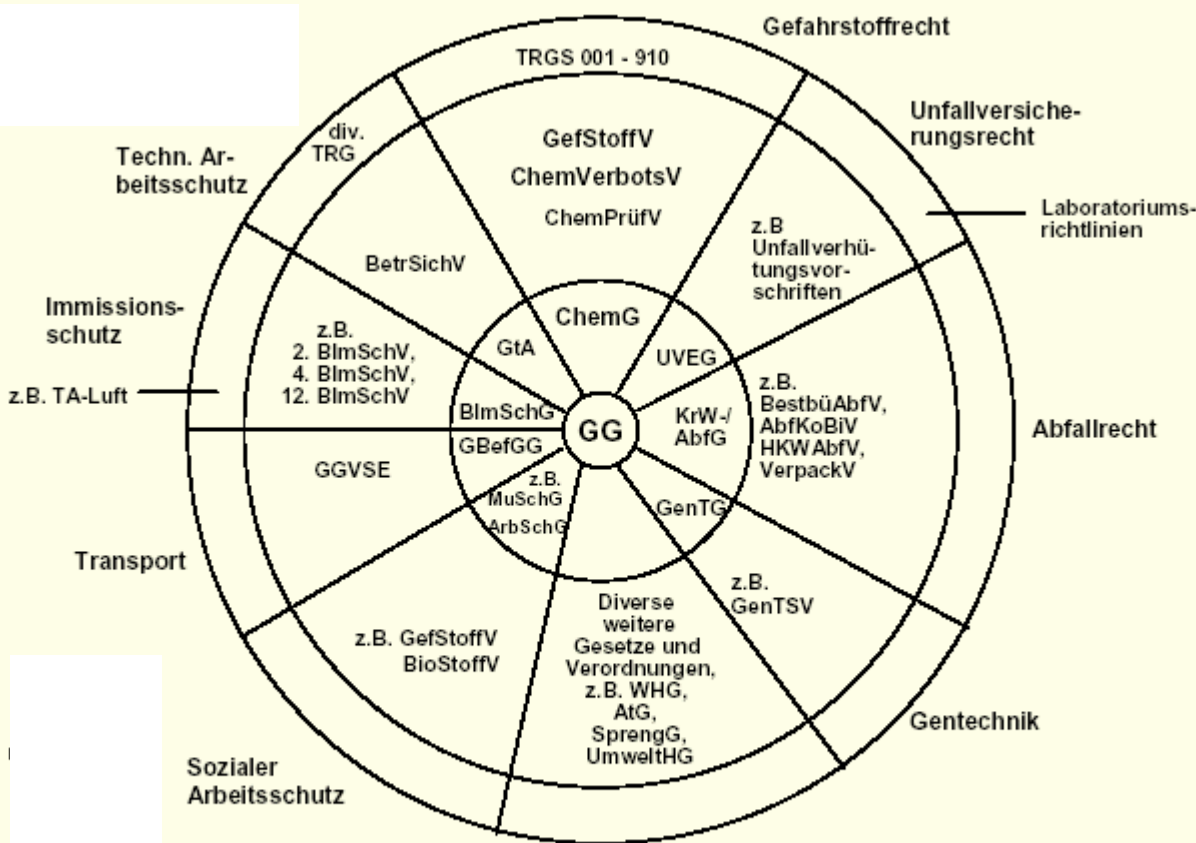 Gefahrstoffrecht
TRGS 001 - 910
Unfallversiche-
rungsrecht
div.
TRG
Techn. Ar-
beitsschutz
GefStoffV
ChemVerbotsV
ChemPrüfV
Laboratoriums-
richtlinien
z.B
Unfallverhü-
tungsvor-
schriften
BetrSichV
Immissions-
schutz
z.B.
2. BImSchV,
4. BImSchV,
12. BImSchV
ChemG
GtA
UVEG
z.B. TA-Luft
BImSchG
GG
KrW-/
AbfG
z.B.
BestbüAbfV,
AbfKoBiV
HKWAbfV,
VerpackV
Abfallrecht
GBefGG
GGVSE
z.B.
MuSchG
ArbSchG
GenTG
Transport
z.B.
GenTSV
Diverse
weitere
Gesetze und
Verordnungen,
z.B. WHG,
AtG,
SprengG,
UmweltHG
z.B. GefStoffV
BioStoffV
Gentechnik
Sozialer
Arbeitsschutz